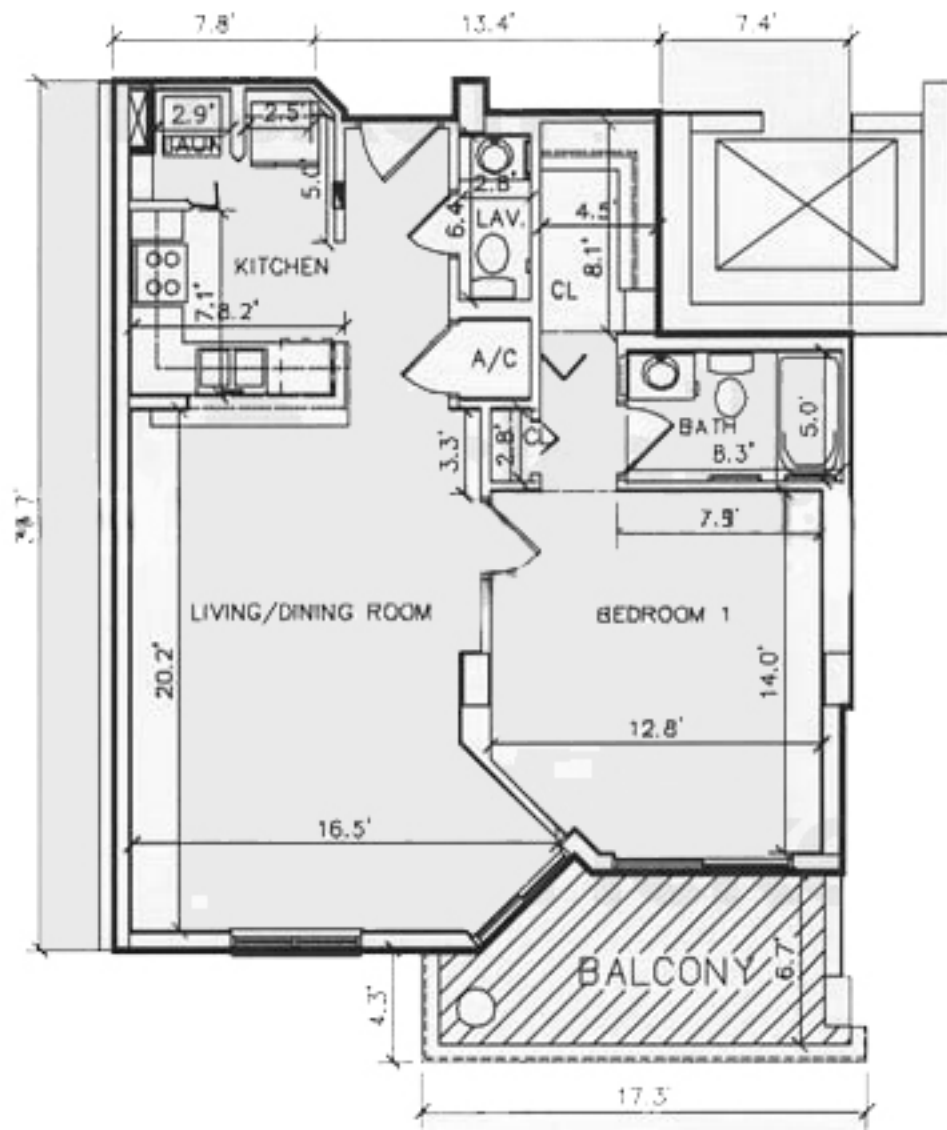 7.8'
13.4'
7.4'
2.9'
2.5'
LAUN
5.0'
2.8'
6.4'
LAV.
4.5'
8.1'
KITCHEN
CL
7.1'
8.2'
A/C
BATH
5.0'
8.3'
3.3'
2.8'
CL
7.9'
LIVING/DINING ROOM
BEDROOM 1
20.2'
14.0'
12.8'
16.5'
BALCONY
6.7'
4.3'
17.3'